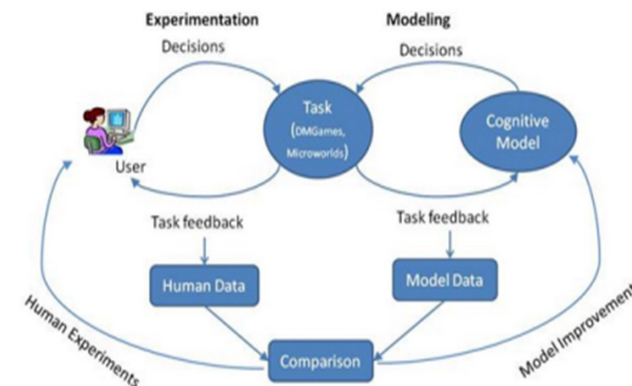 Experimentation
Modeling
Decisions
Decisions
Task
(DMGames,
Microworlds)
Cognitive
Model
User
Task feedback
Task feedback
Human Data
Model Data
Human Experiments
Model Improvement
Comparison